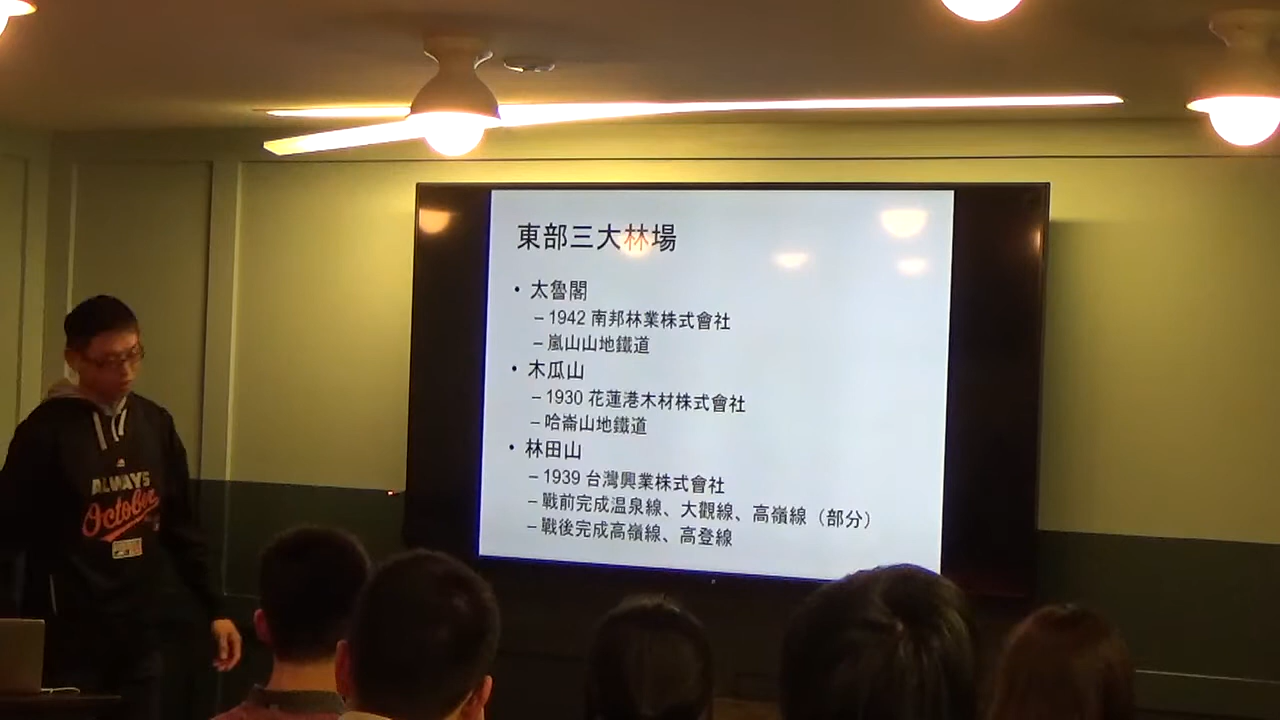 東部三大林場
• 太魯閣
– 1942 南邦林業株式會社
– 嵐山山地鐵道
• 木瓜山
– 1930 花蓮港木材株式會社
– 哈崙山地鐵道
• 林田山
– 1939 台灣興業株式會社
– 戰前完成温泉線、大觀線、高嶺線（部分）
– 戰後完成高嶺線、高登線
ALWAYS
October